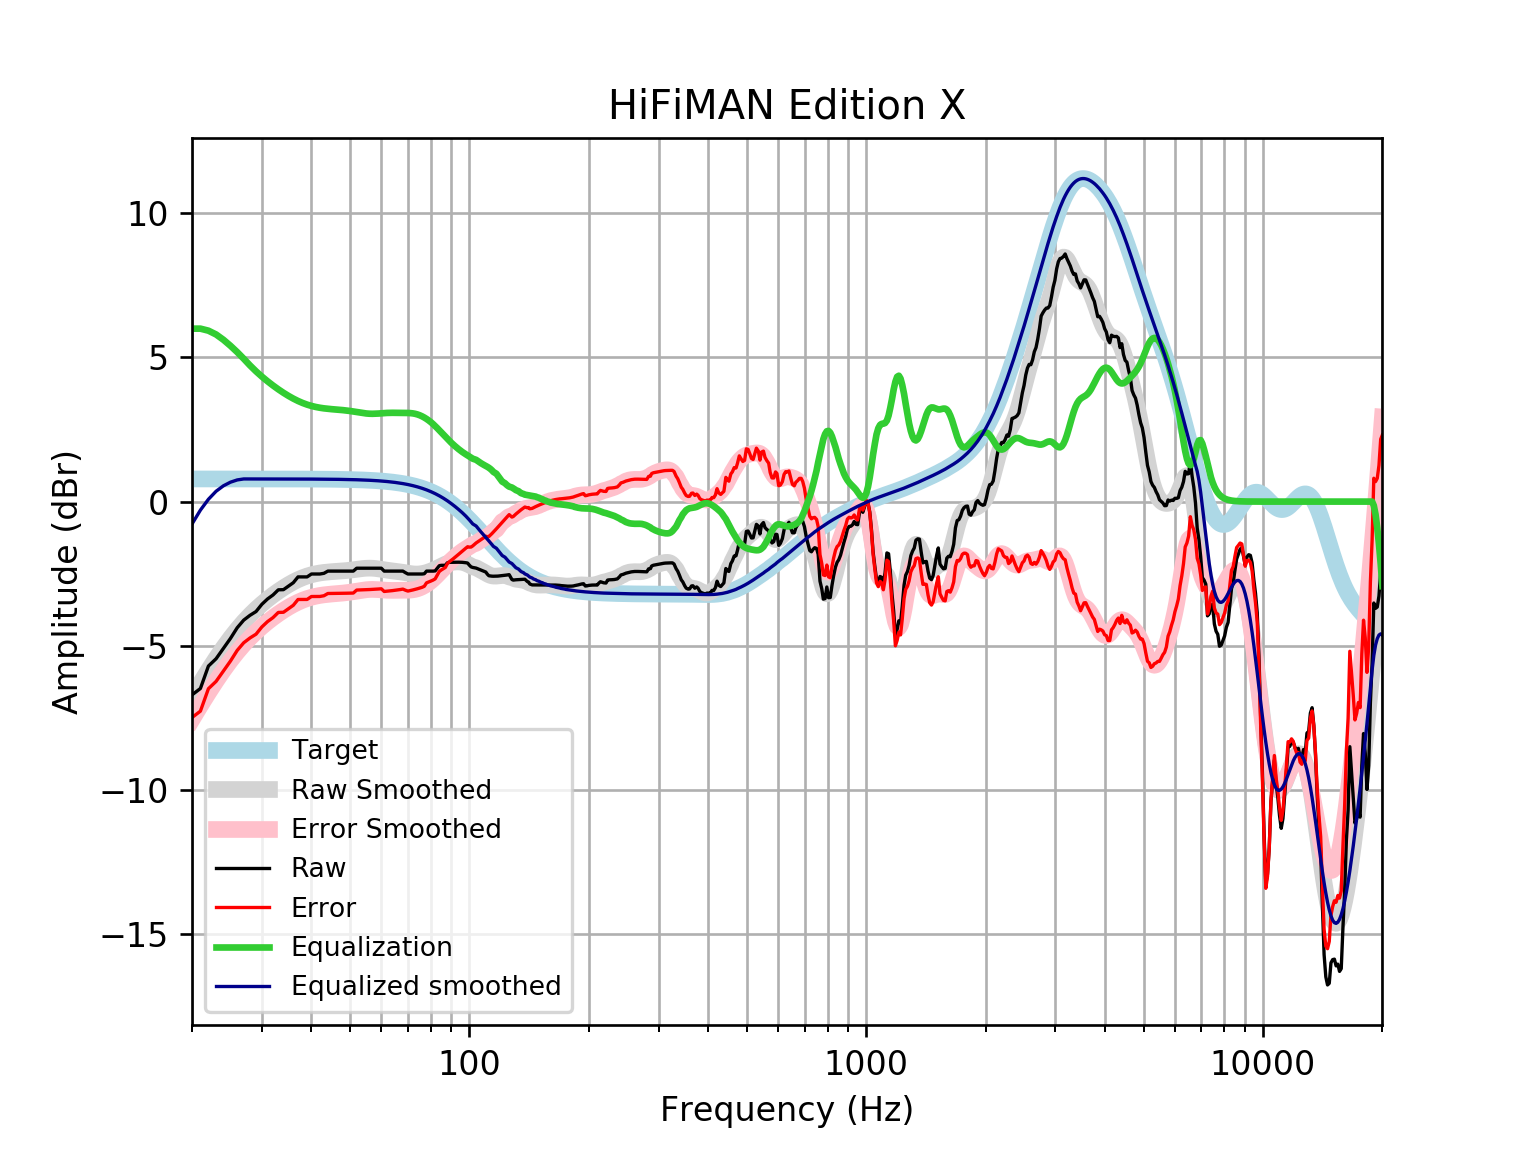 HiFiMAN Edition X
Amplitude (dBr)
10
5
0
−5
−10
−15
Target
Raw Smoothed
Error Smoothed
Raw
Error
Equalization
Equalized smoothed
100
1000
10000
Frequency (Hz)